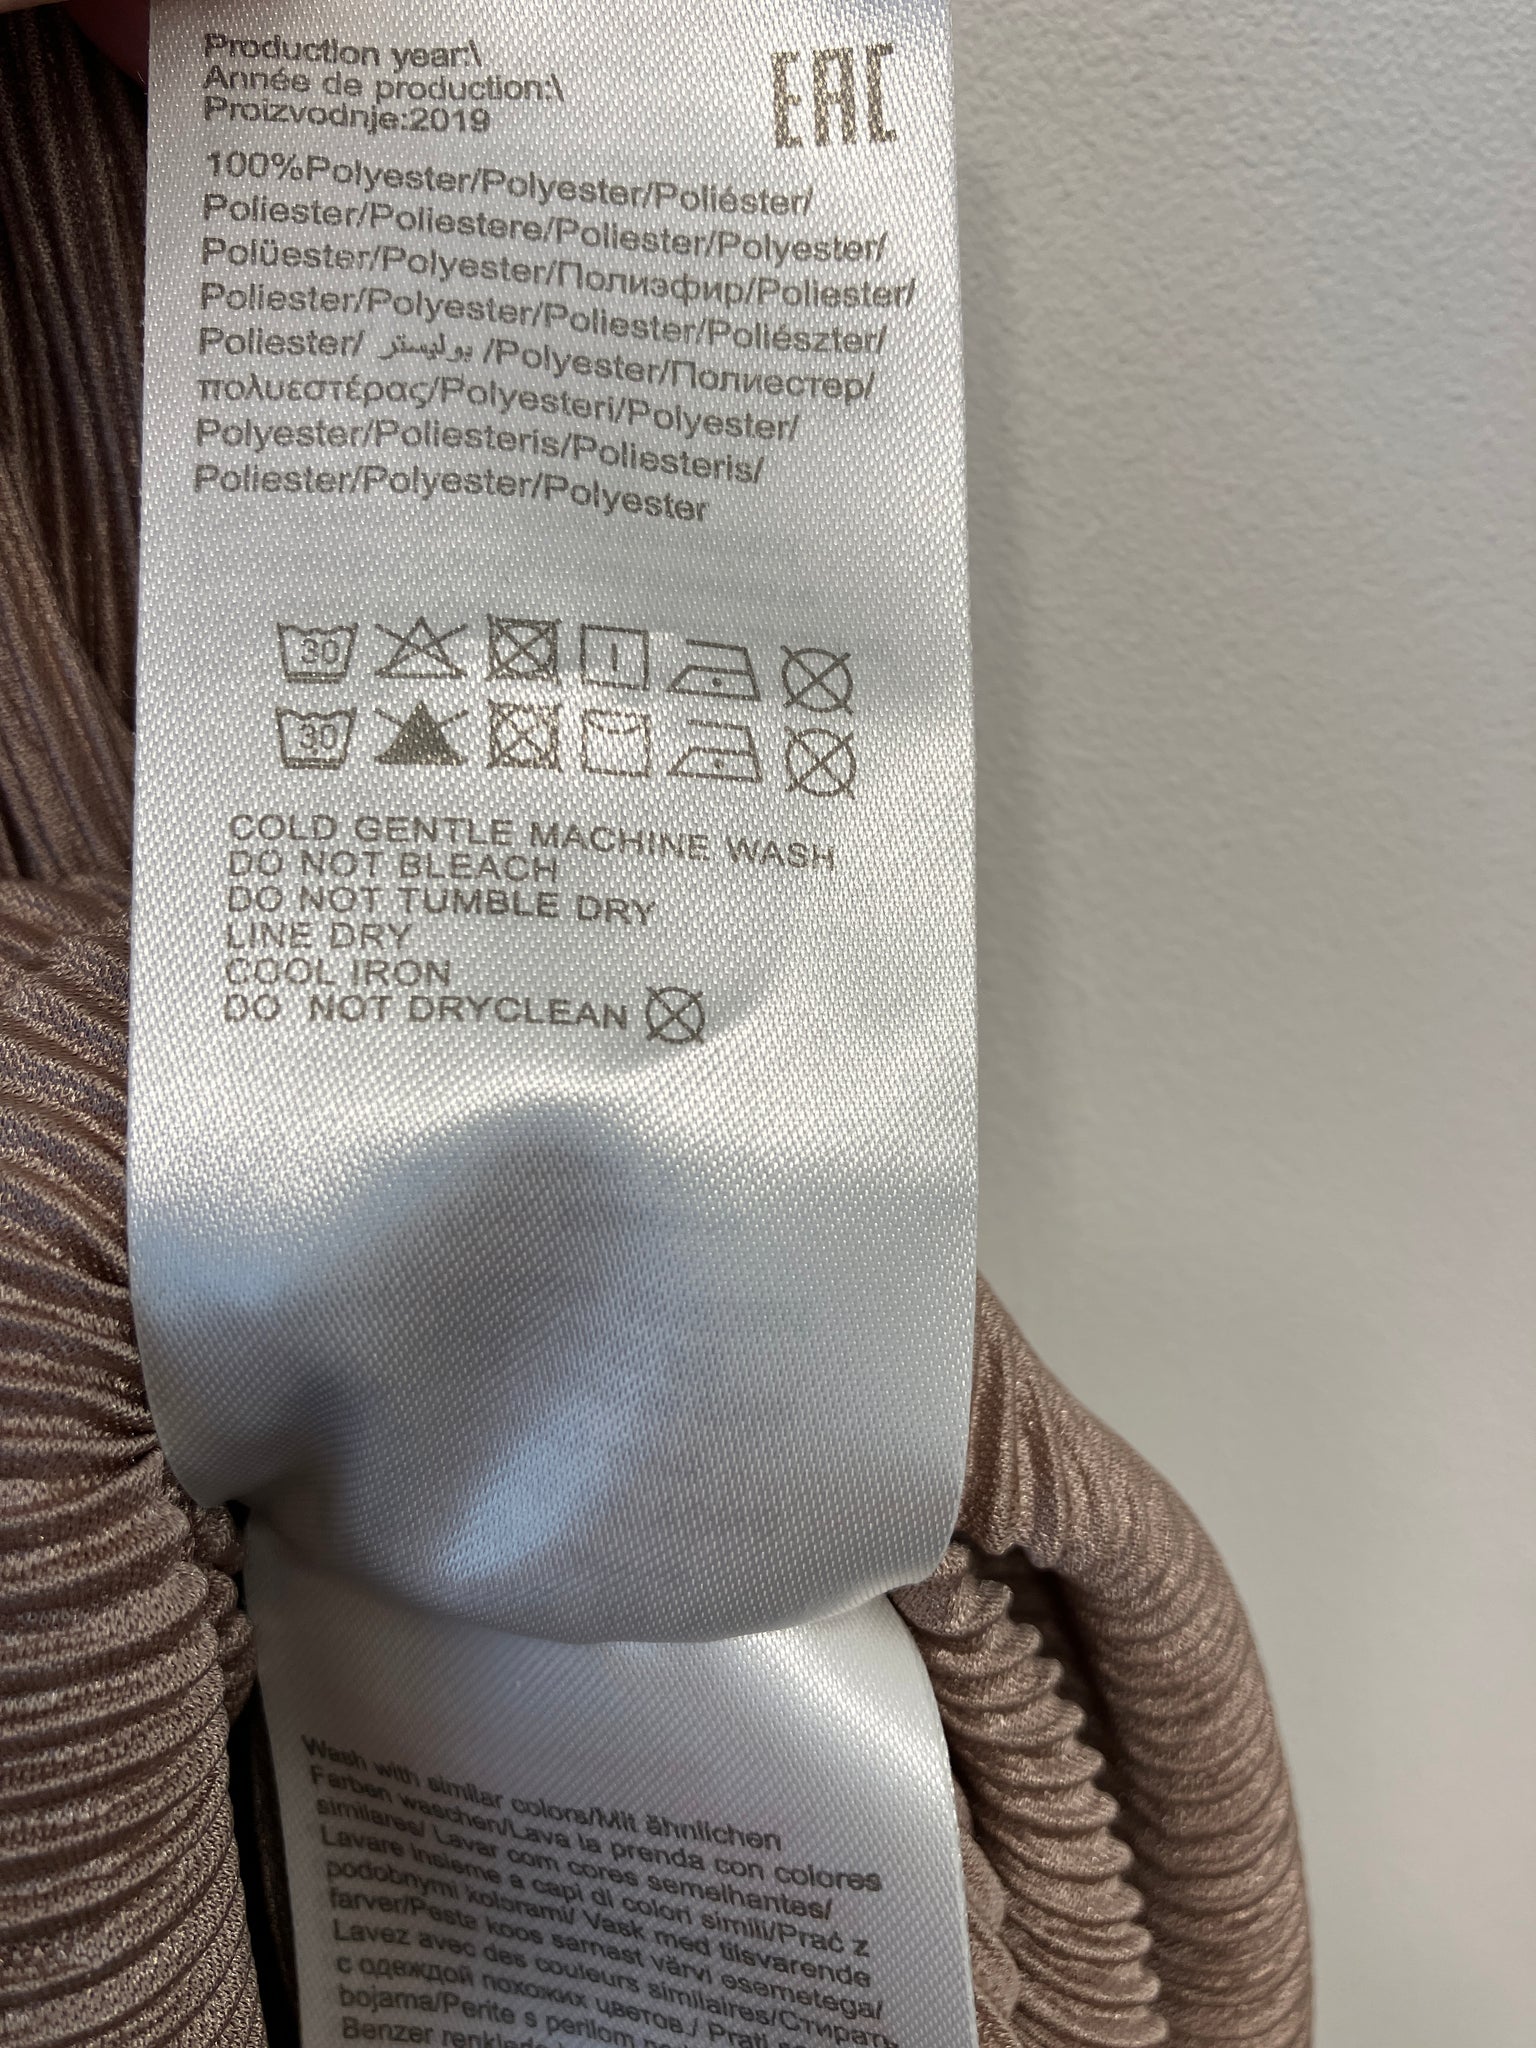 Production year:\
Année de production:\
Proizvodnje:2019
EAC
100%Polyester/Polyester/Poliéster/
Poliester/Poliestere/Poliester/Polyester/
Polüester/Polyester/Полиэфир/Poliester/
Poliester/Polyester/Poliester/Poliészter/
Poliester/ بوليستر /Polyester/Полиестер/
πολυεστέρας/Polyesteri/Polyester/
Polyester/Poliesteris/Poliesteris/
Poliester/Polyester/Polyester
30
30
COLD GENTLE MACHINE WASH
DO NOT BLEACH
DO NOT TUMBLE DRY
LINE DRY
COOL IRON
DO NOT DRYCLEAN
Wash with similar colors/Mit ähnlichen
Farben waschen/Lava la prenda con colores
similares/ Lavar com cores semelhantes/
Lavare insieme a capi di colori simili/Prać z
podobnymi kolorami/ Vask med tilsvarende
farver/Pesta koos sarnast värvi esemetega/
Lavez avec des couleurs similaires/Стирать
с одеждой похожих цветов./ Prati
bojama/Perite s perilom
Benzer